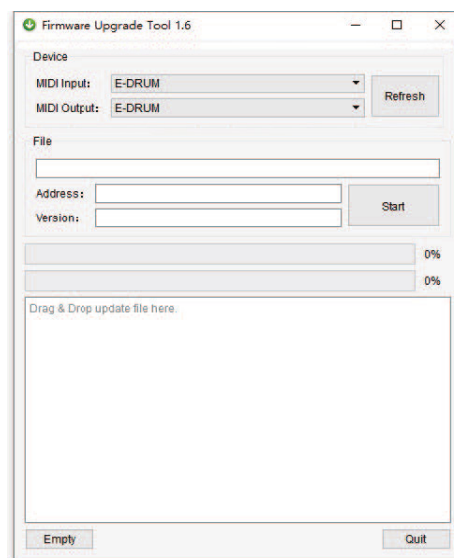 Firmware Upgrade Tool 1.6
Device
MIDI Input: E-DRUM
MIDI Output: E-DRUM
Refresh
File
Address:
Version:
Start
0%
0%
Drag & Drop update file here.
Empty
Quit